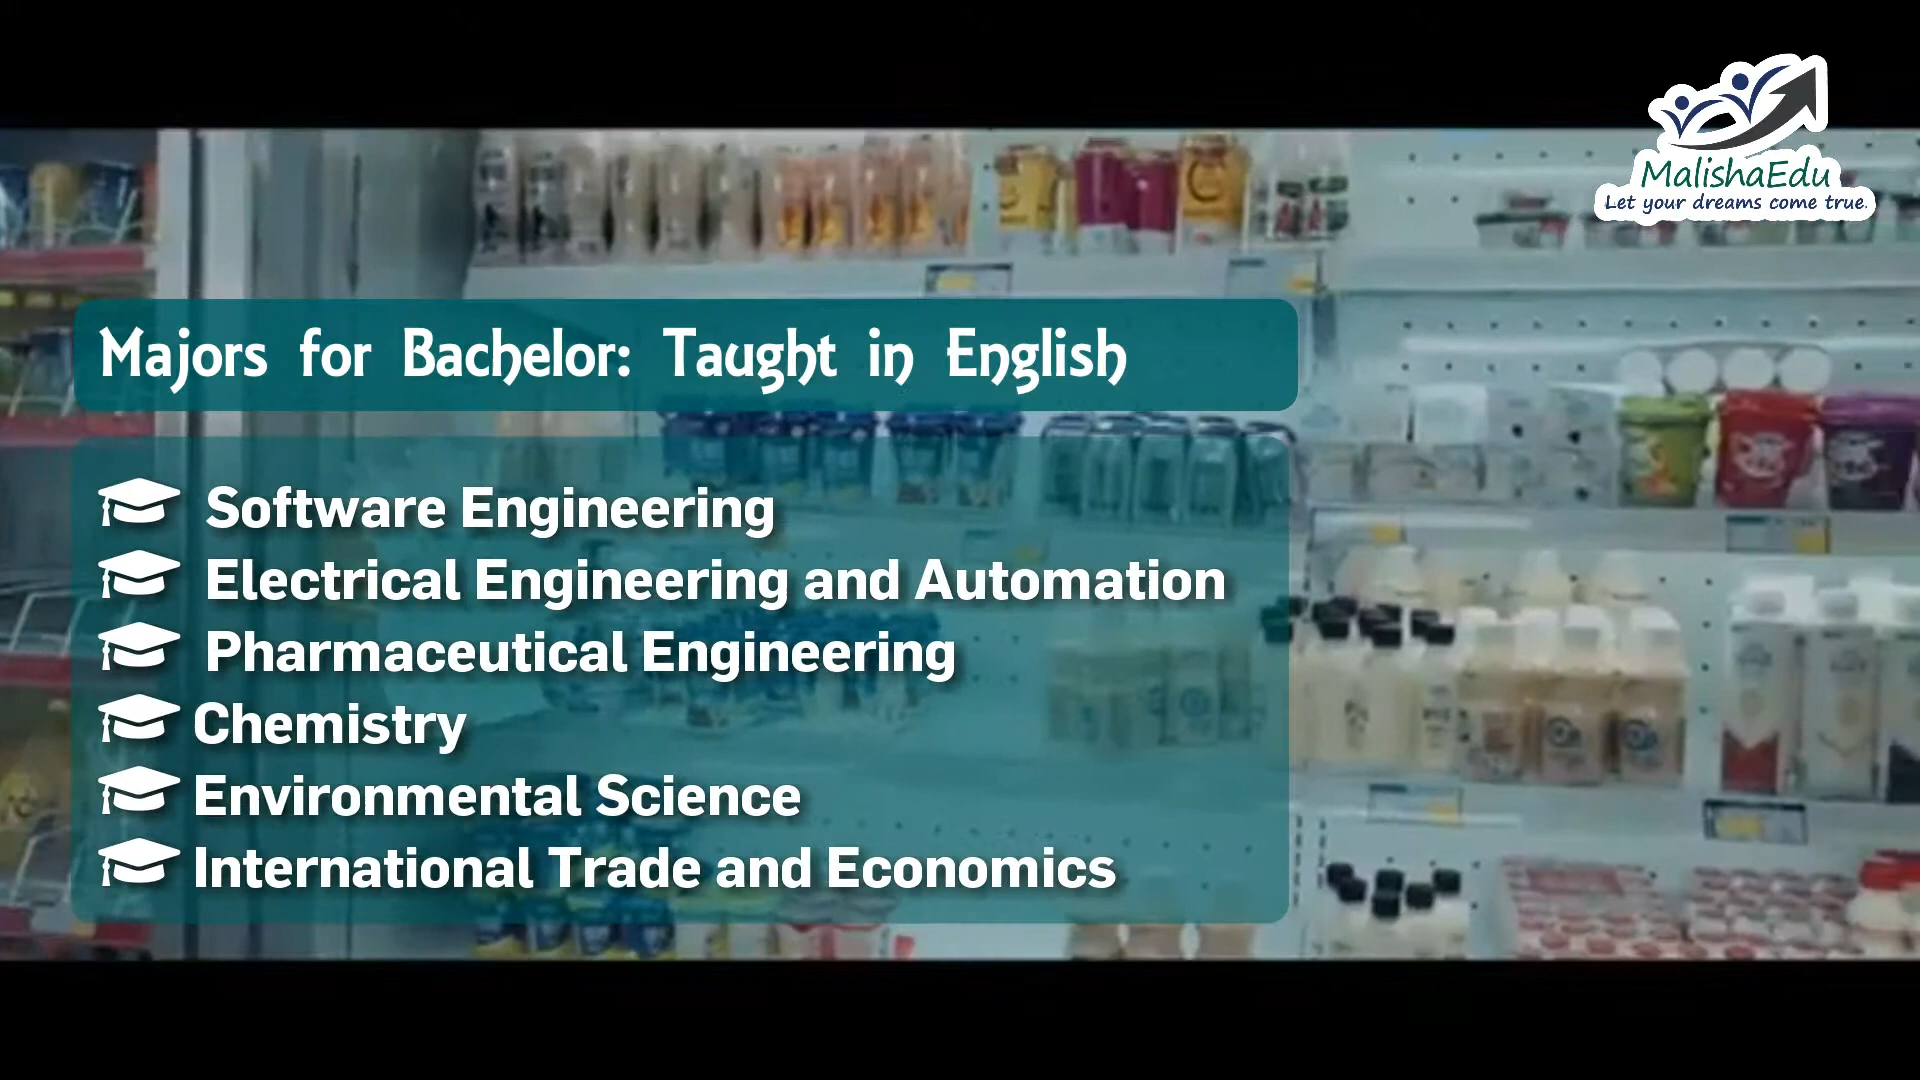 MalishaEdu
Let your dreams come true.
Majors for Bachelor: Taught in English
Software Engineering
Electrical Engineering and Automation
Pharmaceutical Engineering
Chemistry
Environmental Science
International Trade and Economics